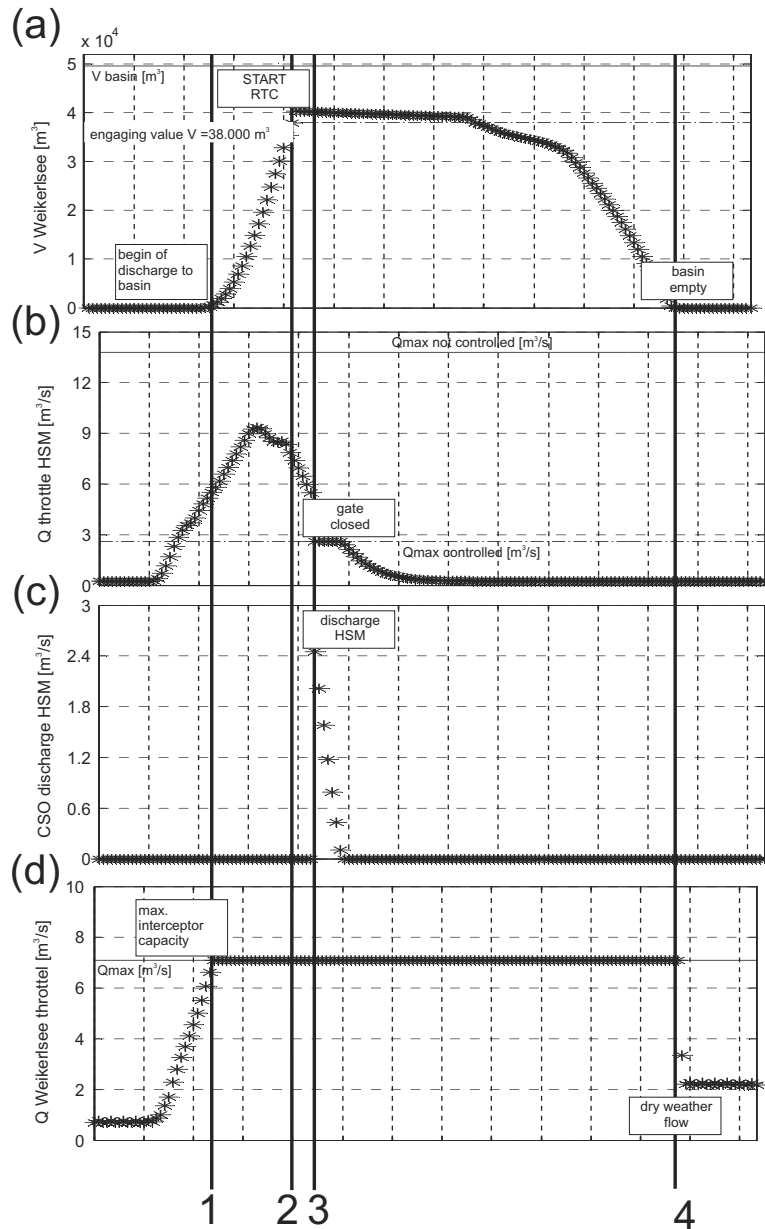 (a)
x 10⁴
V Weikerlsee [m³]
5
4
3
2
1
0
V basin [m³]
START
RTC
engaging value V =38.000 m³
begin of
discharge to
basin
basin
empty
(b)
Q throttle HSM [m³/s]
15
12
9
6
3
0
Qmax not controlled [m³/s]
gate
closed
Qmax controlled [m³/s]
(c)
CSO discharge HSM [m³/s]
3
2.4
1.8
1.2
0.6
0
discharge
HSM
(d)
Q Weikerlsee throttel [m³/s]
10
8
6
4
2
0
max.
interceptor
capacity
Qmax [m³/s]
dry weather
flow
1 2 3 4